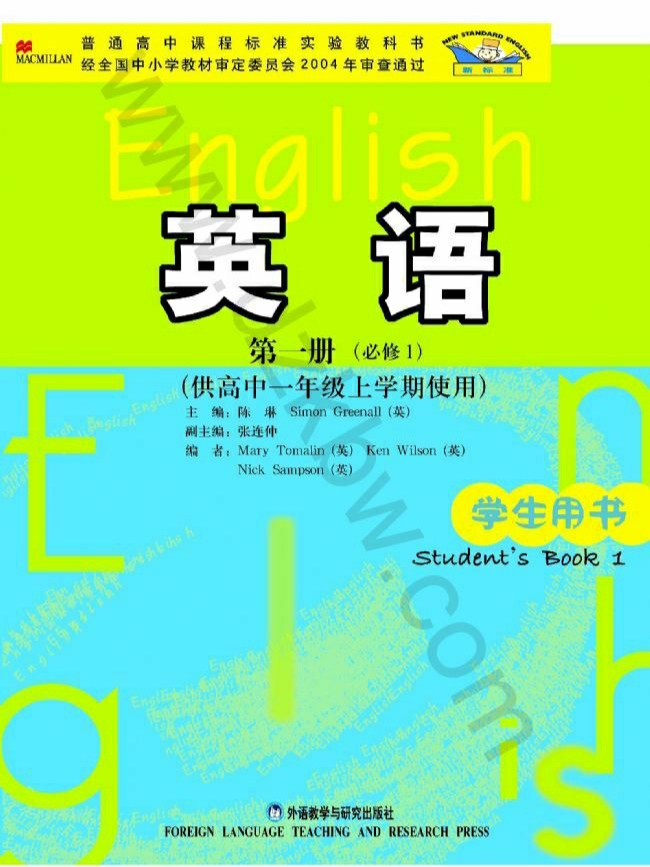 MACMILLAN
普通高中课程标准实验教科书
经全国中小学教材审定委员会2004年审查通过
NEW STANDARD ENGLISH
新标准
English
英语
第一册（必修1）
（供高中一年级上学期使用）
主 编：陈 琳 Simon Greenall（英）
副主编：张连仲
编 者：Mary Tomalin（英） Ken Wilson（英）
Nick Sampson（英）
学生用书
Student's Book 1
English
外语教学与研究出版社
FOREIGN LANGUAGE TEACHING AND RESEARCH PRESS